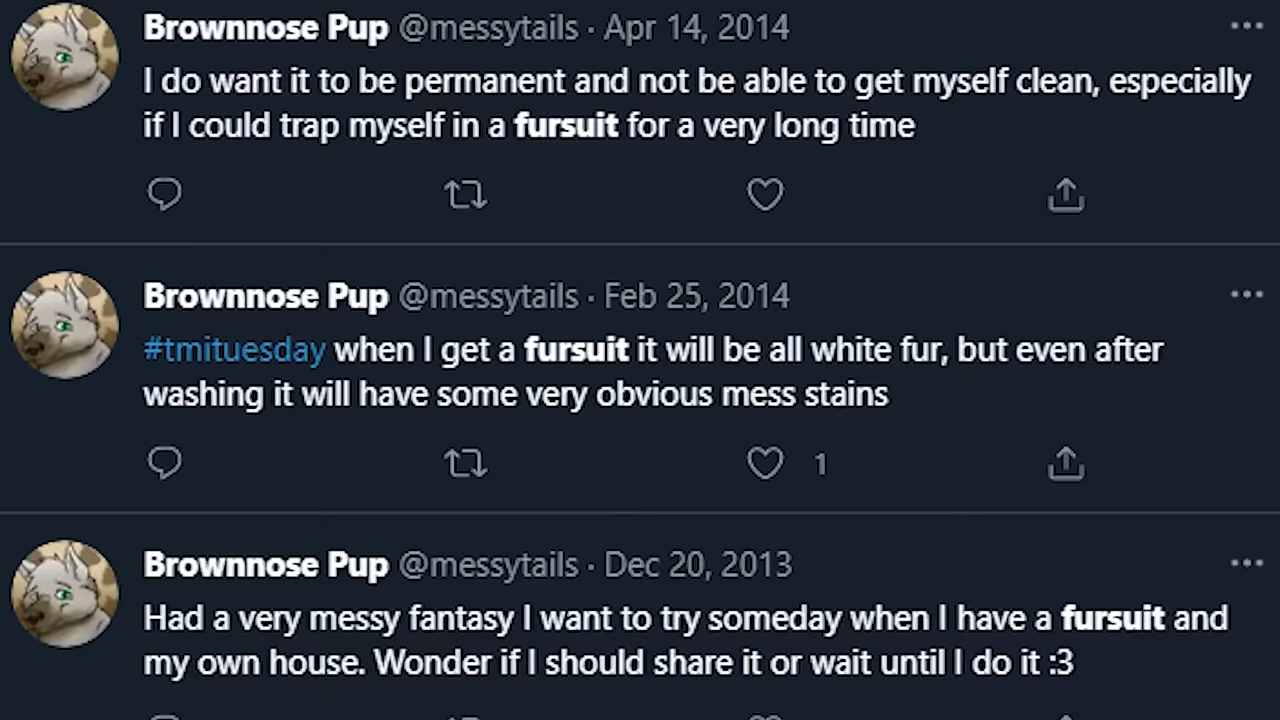 Brownnose Pup @messytails · Apr 14, 2014
I do want it to be permanent and not be able to get myself clean, especially
if I could trap myself in a fursuit for a very long time
Brownnose Pup @messytails · Feb 25, 2014
#tmituesday when I get a fursuit it will be all white fur, but even after
washing it will have some very obvious mess stains
1
Brownnose Pup @messytails · Dec 20, 2013
Had a very messy fantasy I want to try someday when I have a fursuit and
my own house. Wonder if I should share it or wait until I do it :3